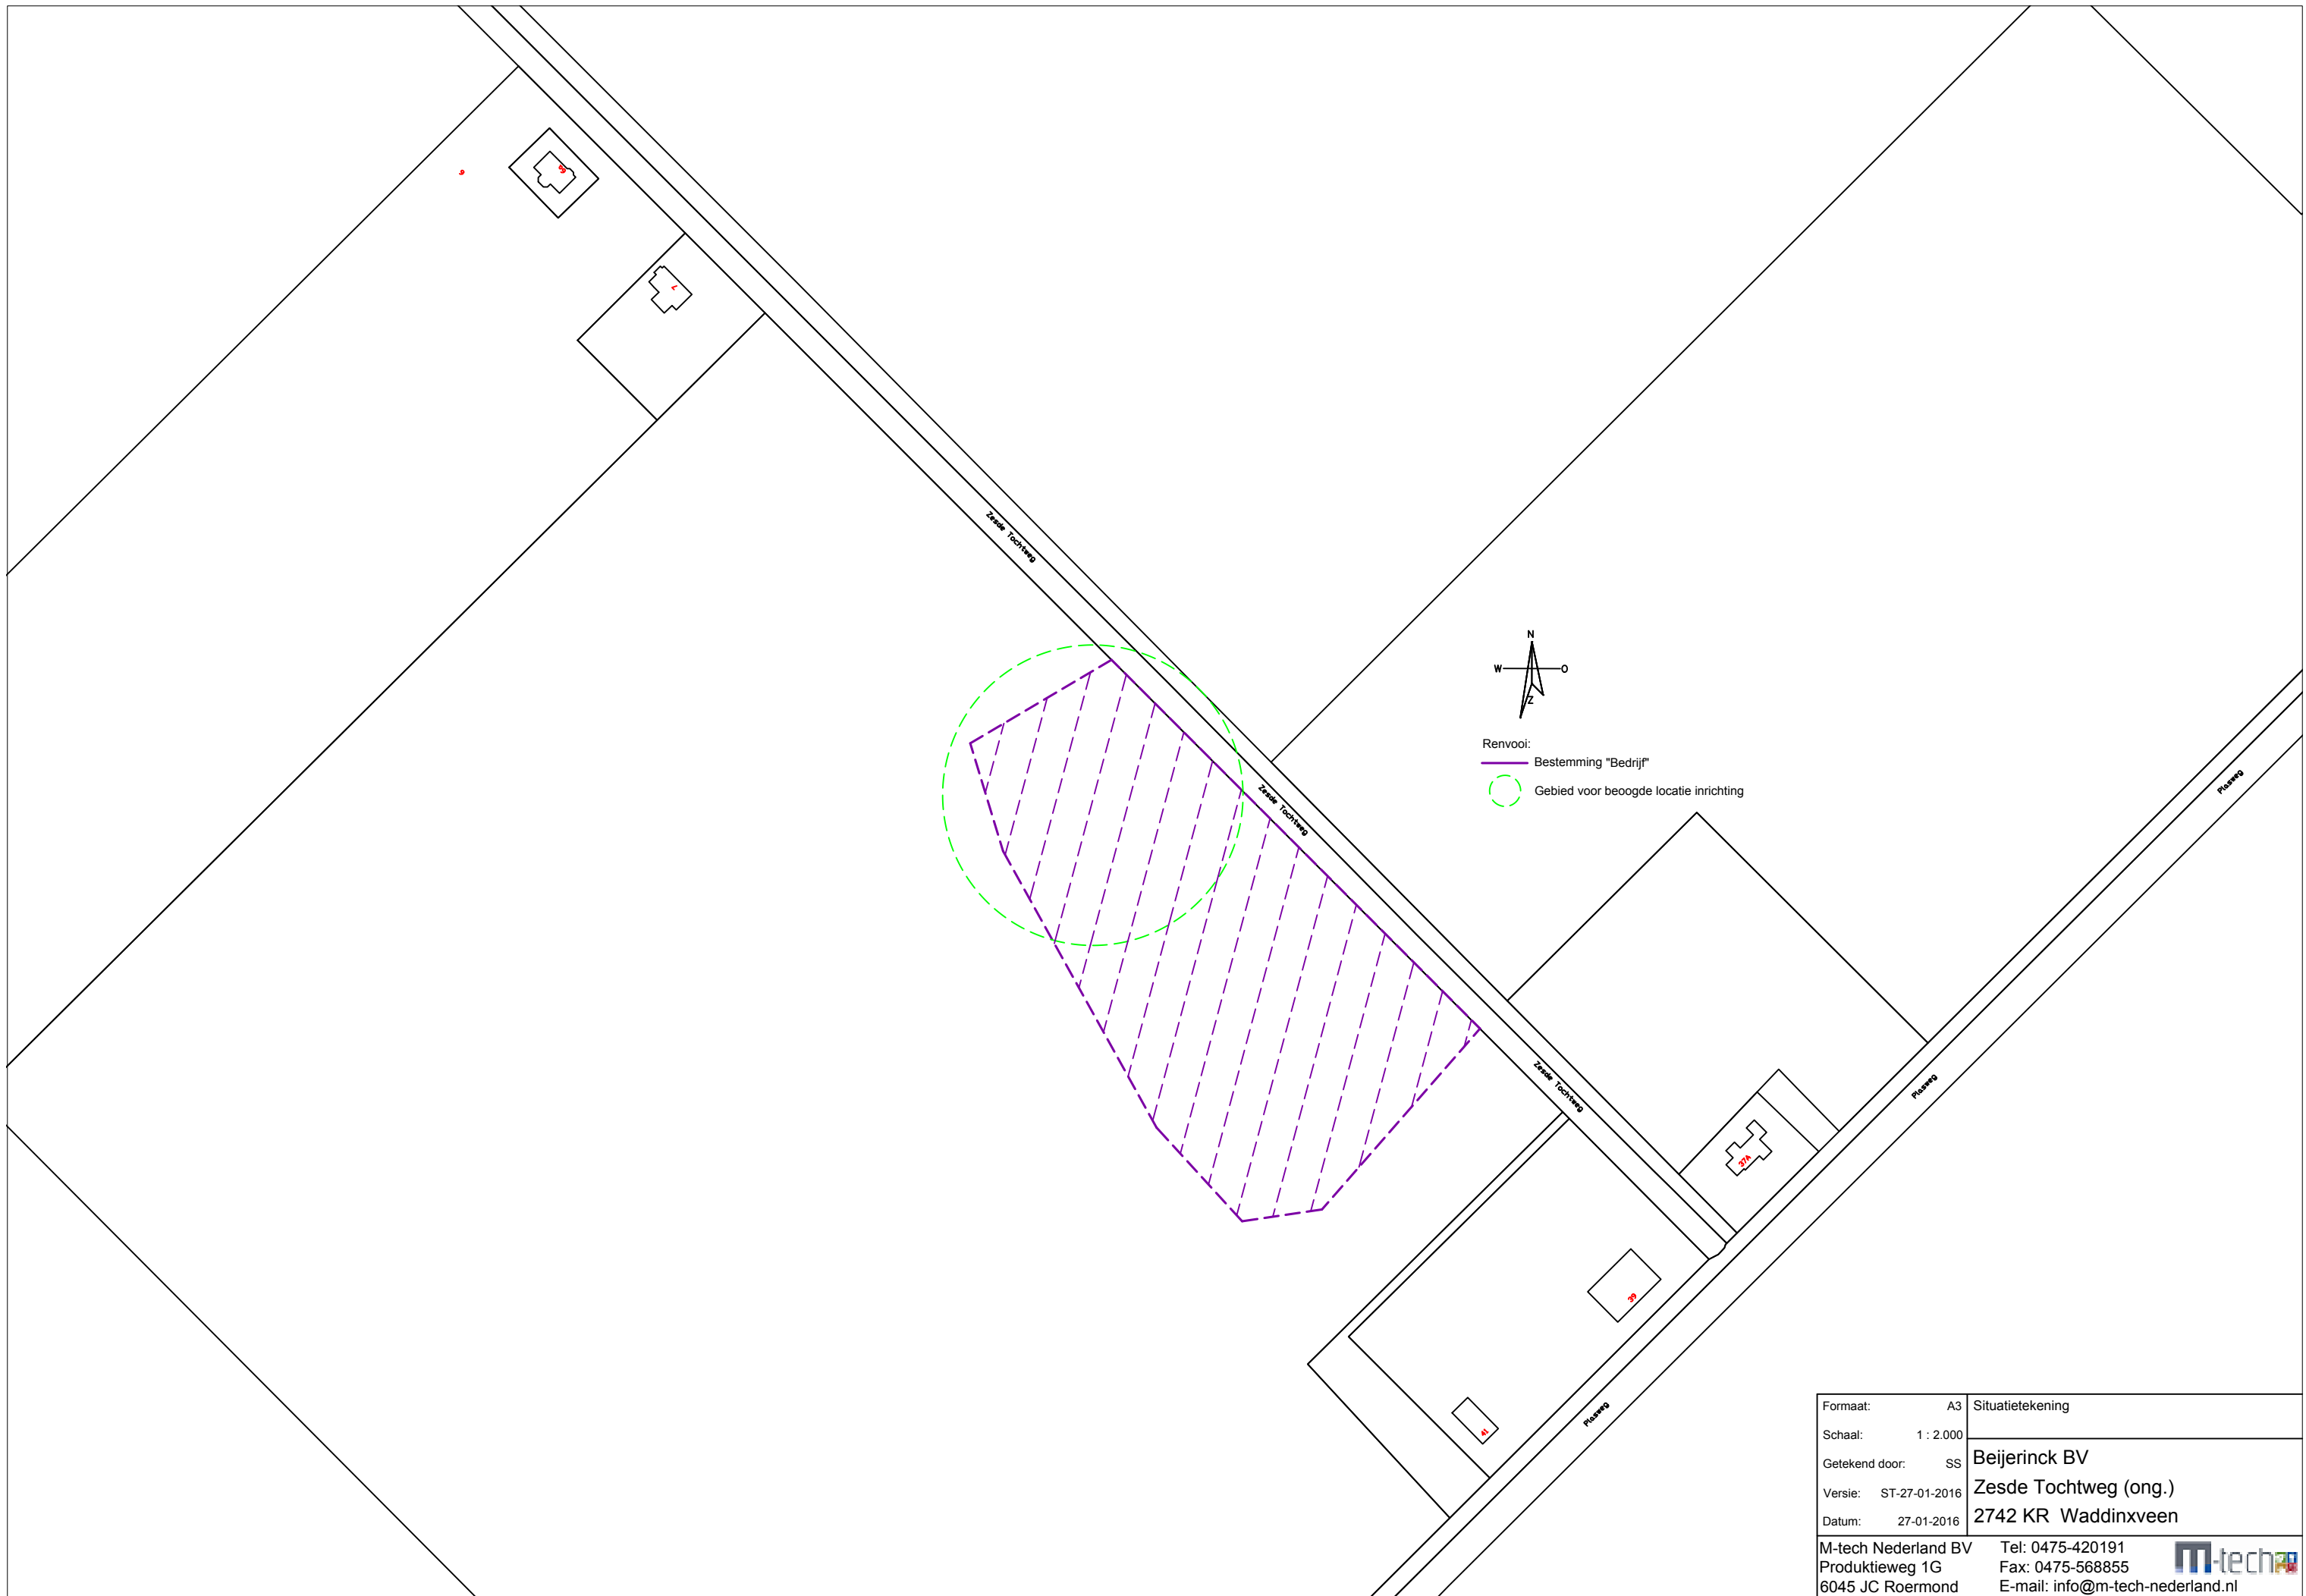 9
7
Zesde Tochtweg
N
W O
Z
Renvooi:
Bestemming "Bedrijf"
Gebied voor beoogde locatie inrichting
Zesde Tochtweg
Plasweg
Zesde Tochtweg
Plasweg
37A
39
41
Plasweg
Formaat: A3
Schaal: 1 : 2.000
Getekend door: SS
Versie: ST-27-01-2016
Datum: 27-01-2016
Situatietekening
Beijerinck BV
Zesde Tochtweg (ong.)
2742 KR Waddinxveen
M-tech Nederland BV
Produktieweg 1G
6045 JC Roermond
Tel: 0475-420191
Fax: 0475-568855
E-mail: info@m-tech-nederland.nl
m-tech